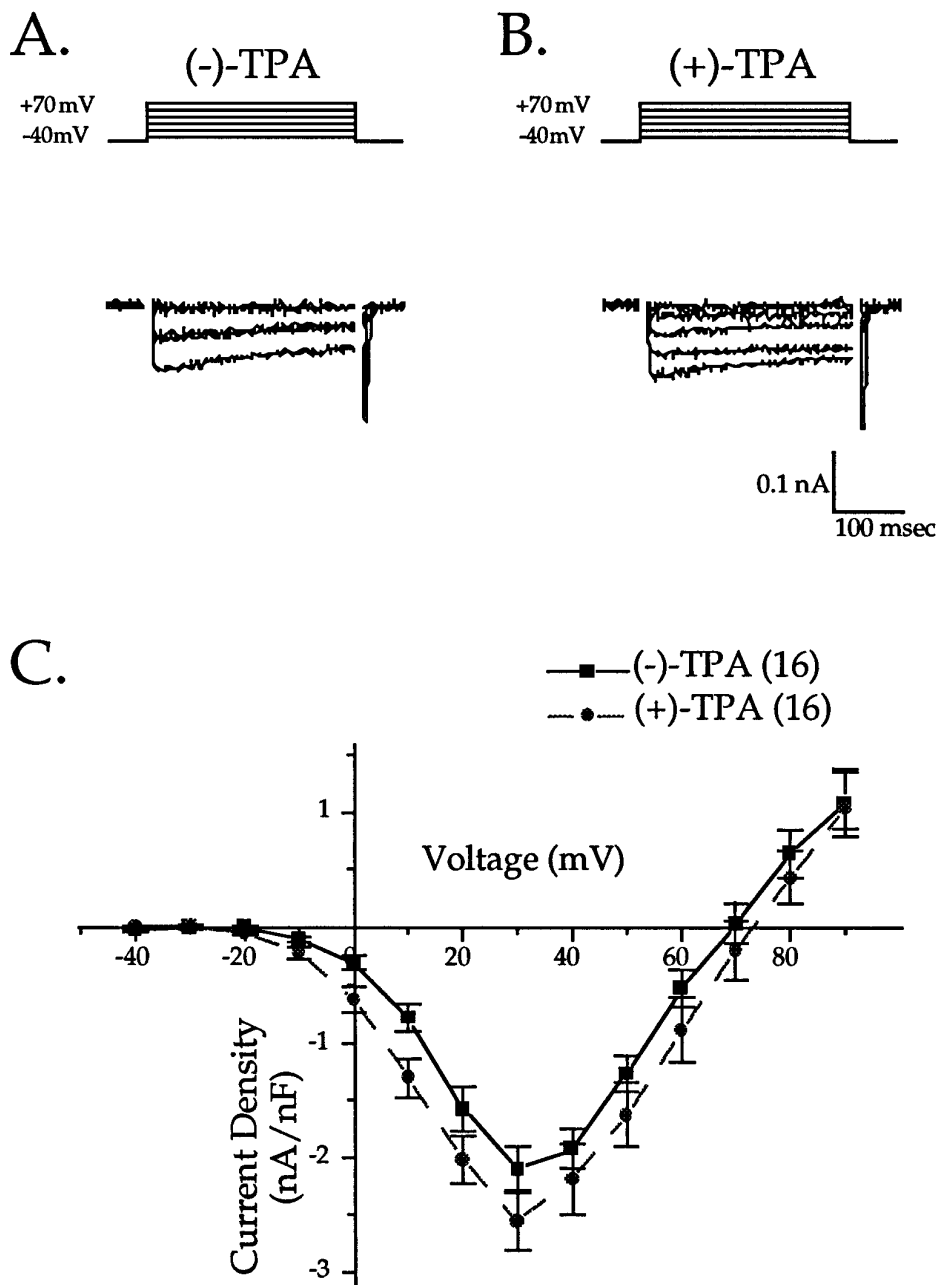 A.
(-)-TPA
+70 mV
-40mV
B.
(+)-TPA
+70 mV
-40mV
0.1 nA
100 msec
C.
(-)-TPA (16)
(+)-TPA (16)
1
Voltage (mV)
-40
-20
20
40
60
80
-1
-2
-3
Current Density
(nA/nF)